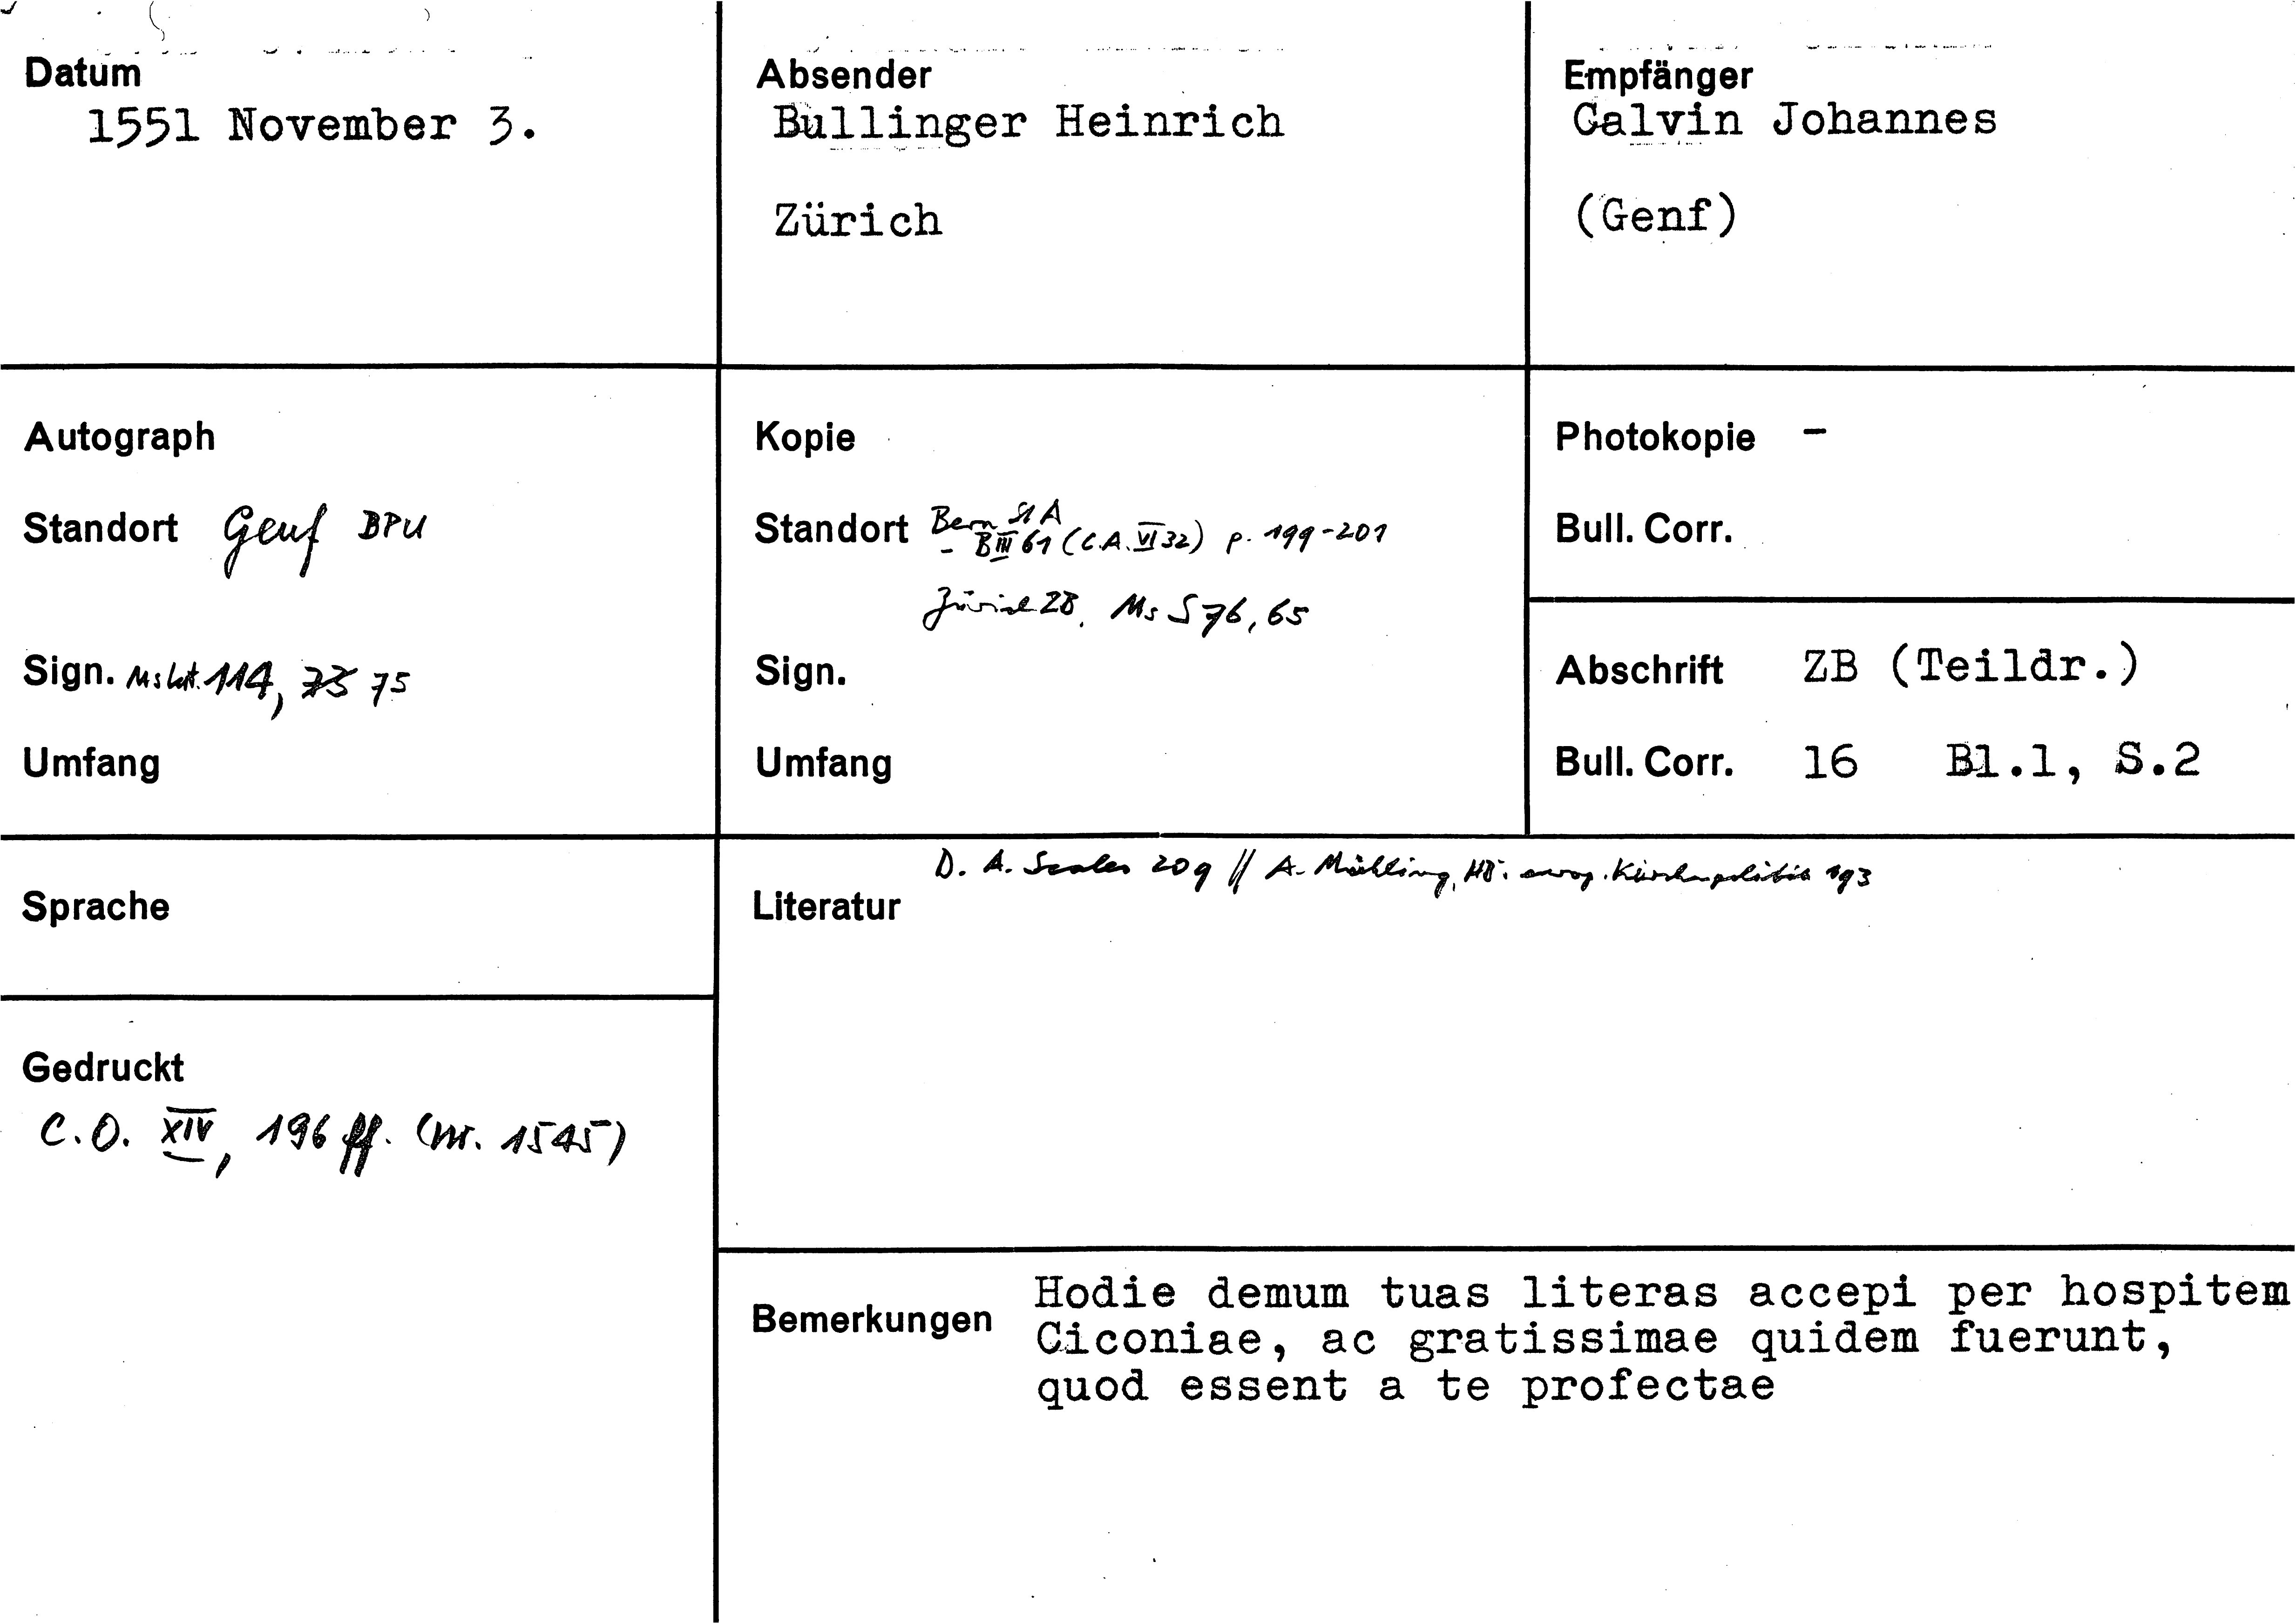 Datum
1551 November 3.
Absender
Bullinger Heinrich
Zürich
Empfänger
Calvin Johannes
(Genf)
Autograph
Standort Genf BPU
Sign. Ms lat. 114, 73 75
Umfang
Kopie
Standort Bern StA
- B III 61 (C.A. VI 32) p. 199-201
Zürich ZB, Ms S 76, 65
Sign.
Umfang
Photokopie -
Bull. Corr.
Abschrift ZB (Teildr.)
Bull. Corr. 16 Bl.1, S.2
Sprache
Gedruckt
C.O. XIV, 196 ff. (nr. 1545)
D. A. Scales 209 // A. Mühling, HB. europ. Kirchenpolitik 193
Literatur
Bemerkungen
Hodie demum tuas literas accepi per hospitem
Ciconiae, ac gratissimae quidem fuerunt,
quod essent a te profectae